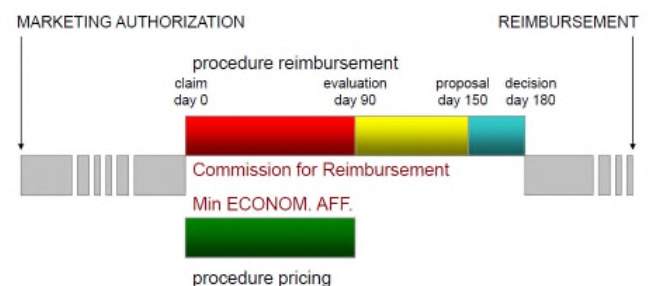 MARKETING AUTHORIZATION
REIMBURSEMENT
procedure reimbursement
claim
day 0
evaluation
day 90
proposal
day 150
decision
day 180
Commission for Reimbursement
Min ECONOM. AFF.
procedure pricing